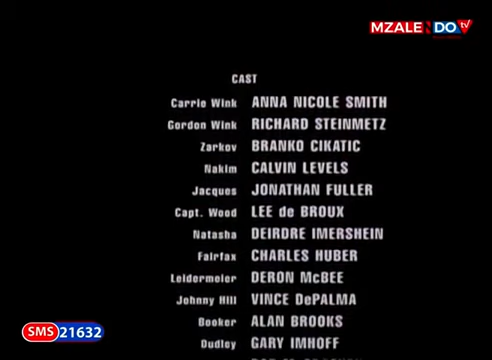 MZALENDO.tv
CAST
Carrie Wink ANNA NICOLE SMITH
Gordon Wink RICHARD STEINMETZ
Zarkov BRANKO CIKATIC
Nakim CALVIN LEVELS
Jacques JONATHAN FULLER
Capt. Wood LEE de BROUX
Natasha DEIRDRE IMERSHEIN
Fairfax CHARLES HUBER
Leidermeier DERON McBEE
Johnny Hill VINCE DePALMA
Booker ALAN BROOKS
Dudley GARY IMHOFF
SMS 21632